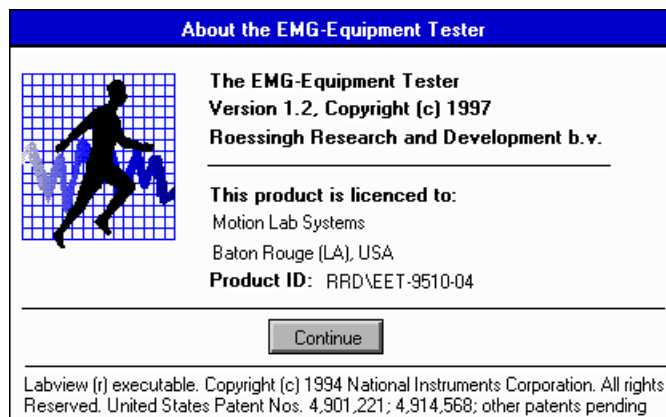 About the EMG-Equipment Tester
The EMG-Equipment Tester
Version 1.2, Copyright (c) 1997
Roessingh Research and Development b.v.
This product is licenced to:
Motion Lab Systems
Baton Rouge (LA), USA
Product ID: RRD\EET-9510-04
Continue
Labview (r) executable. Copyright (c) 1994 National Instruments Corporation. All rights
Reserved. United States Patent Nos. 4,901,221; 4,914,568; other patents pending